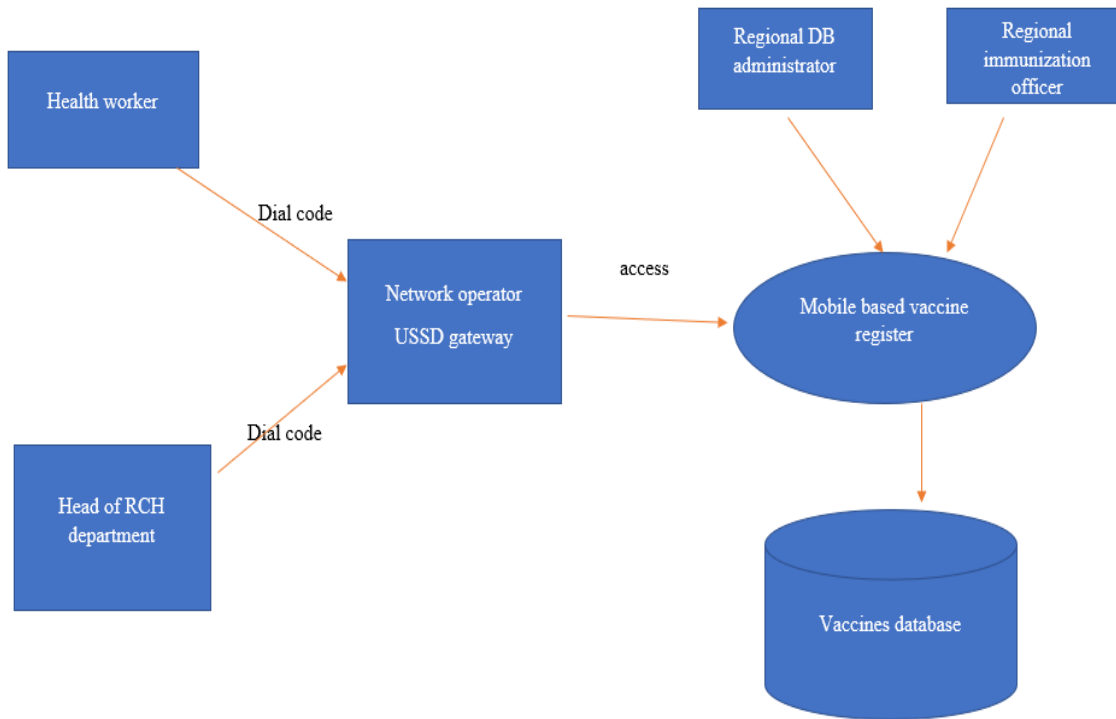 Health worker
Regional DB
administrator
Regional
immunization
officer
Dial code
Network operator
USSD gateway
access
Mobile based vaccine
register
Dial code
Head of RCH
department
Vaccines database